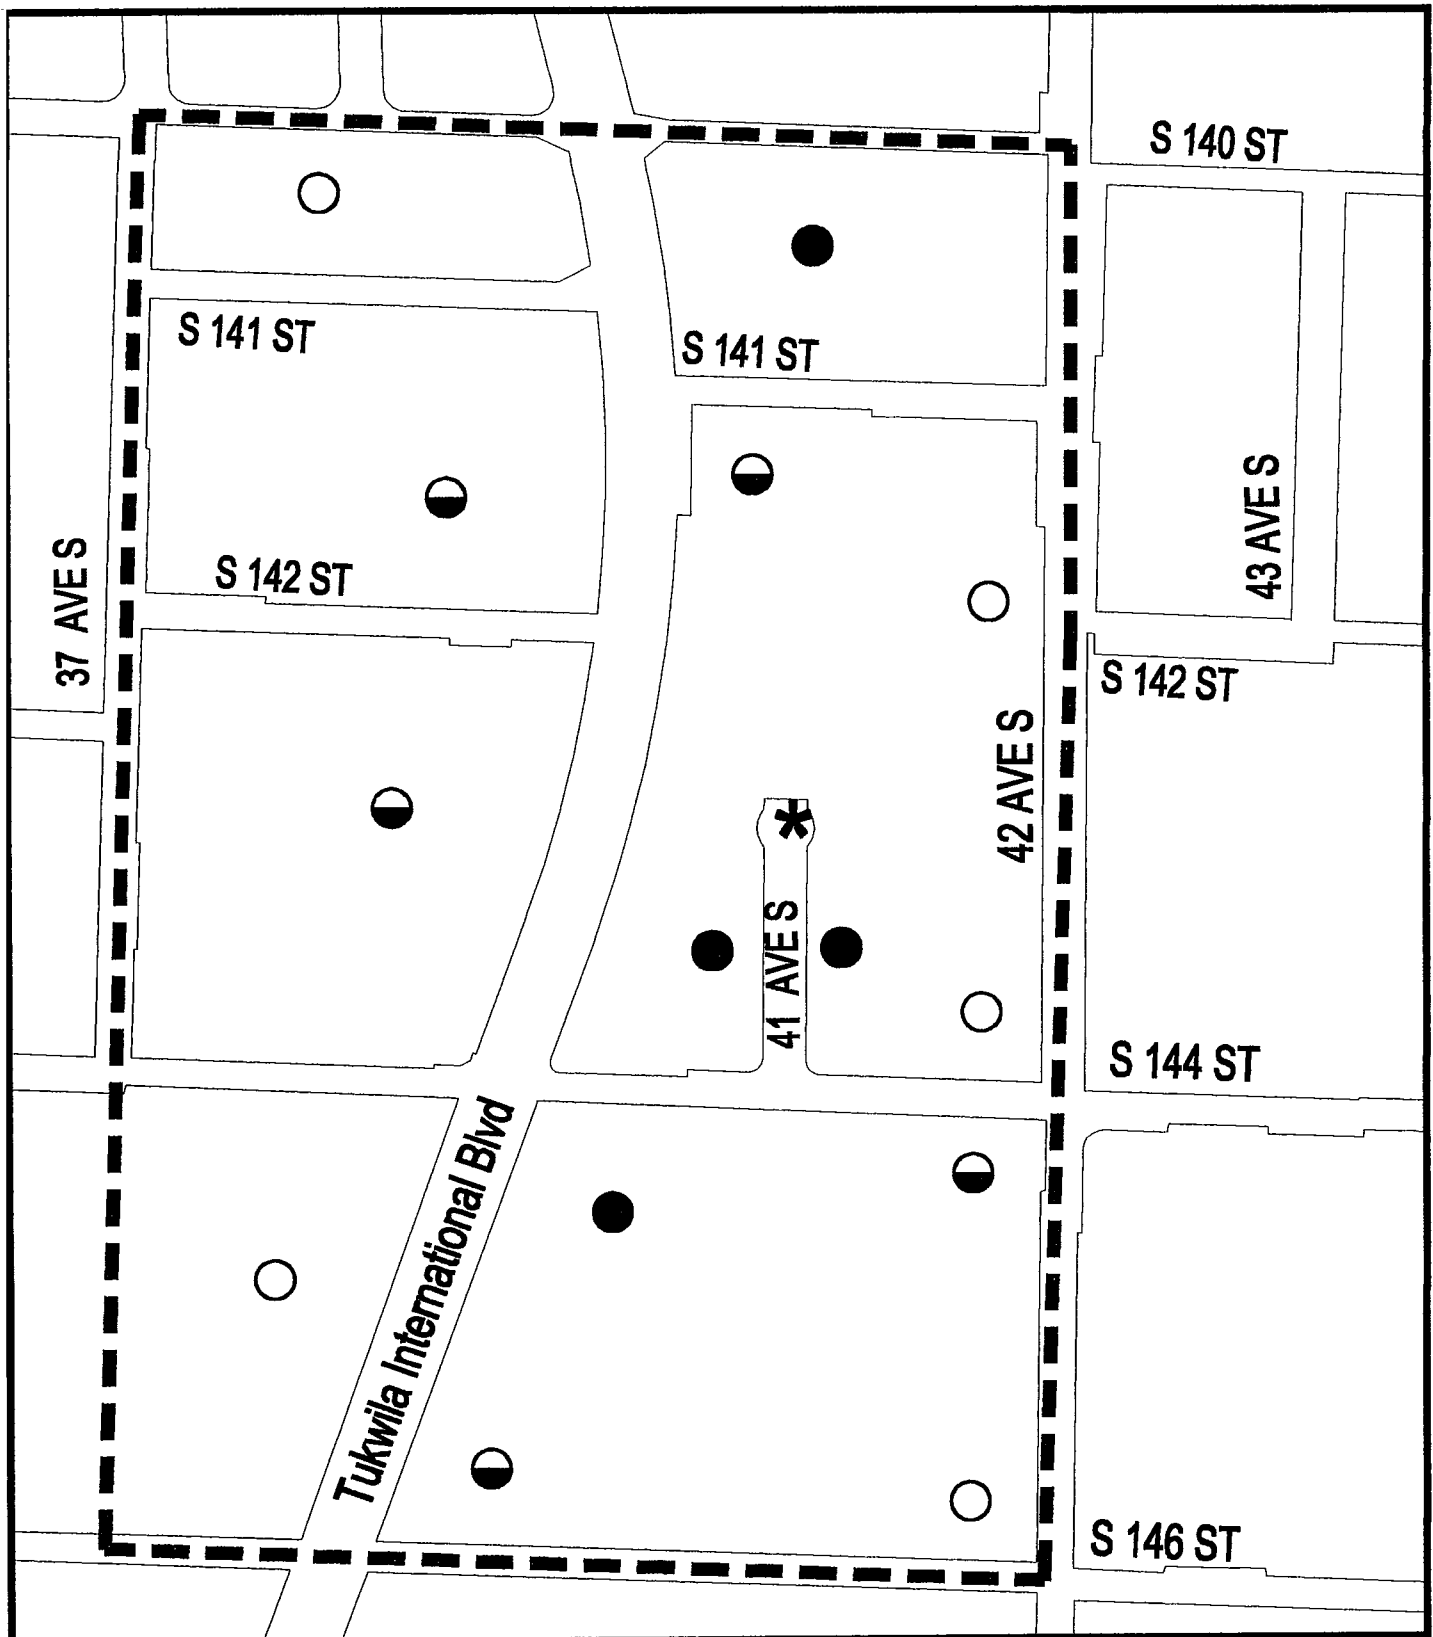 S 140 ST
S 141 ST
S 141 ST
43 AVE S
37 AVE S
S 142 ST
S 142 ST
42 AVE S
*
41 AVE S
S 144 ST
Tukwila International Blvd
S 146 ST